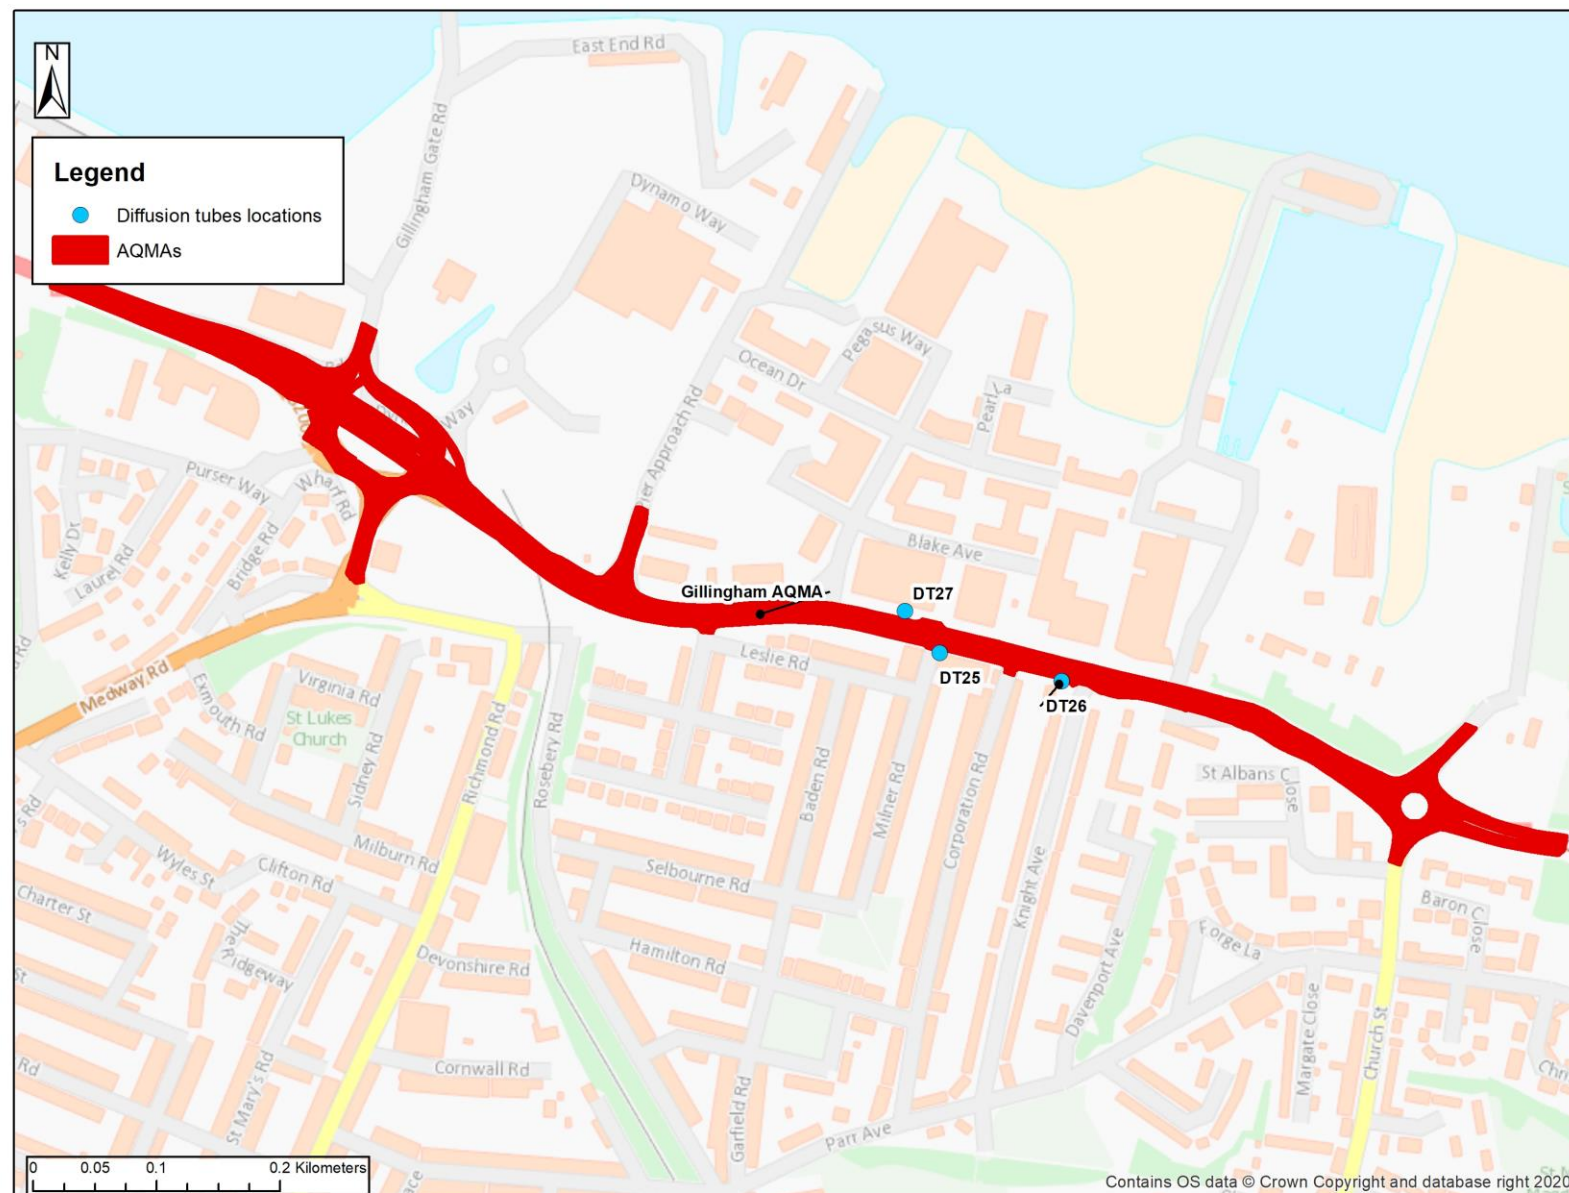 East End Rd
N
Legend
Diffusion tubes locations
AQMAs
Gillingham Gate Rd
Dynamo Way
Pegasus Way
Ocean Dr
Pearl La
Way
Approach Rd
Purser Way
Wharf Rd
Kelly Dr
Laurel Rd
Bridge Rd
Blake Ave
Gillingham AQMA
DT27
DT25
DT26
Leslie Rd
Medway Rd
Exmouth Rd
Virginia Rd
St Lukes
Church
Sidney Rd
Richmond Rd
Rosebery Rd
Baden Rd
Milner Rd
Corporation Rd
Knight Ave
St Albans C
Close
Milburn Rd
Wyles St
Clifton Rd
Selbourne Rd
Charter St
The Ridgeway
Devonshire Rd
Hamilton Rd
Davenport Ave
Forge La
Baron Close
Margate Close
Church St
Cornwall Rd
St Mary's Rd
Rd
Garfield Rd
Parr Ave
0 0.05 0.1 0.2 Kilometers
Contains OS data © Crown Copyright and database right 2020